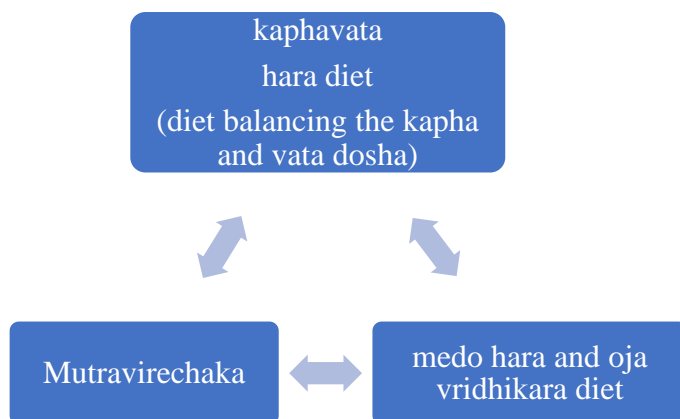 kaphavata
hara diet
(diet balancing the kapha
and vata dosha)
Mutravirechaka
medo hara and oja
vridhikara diet